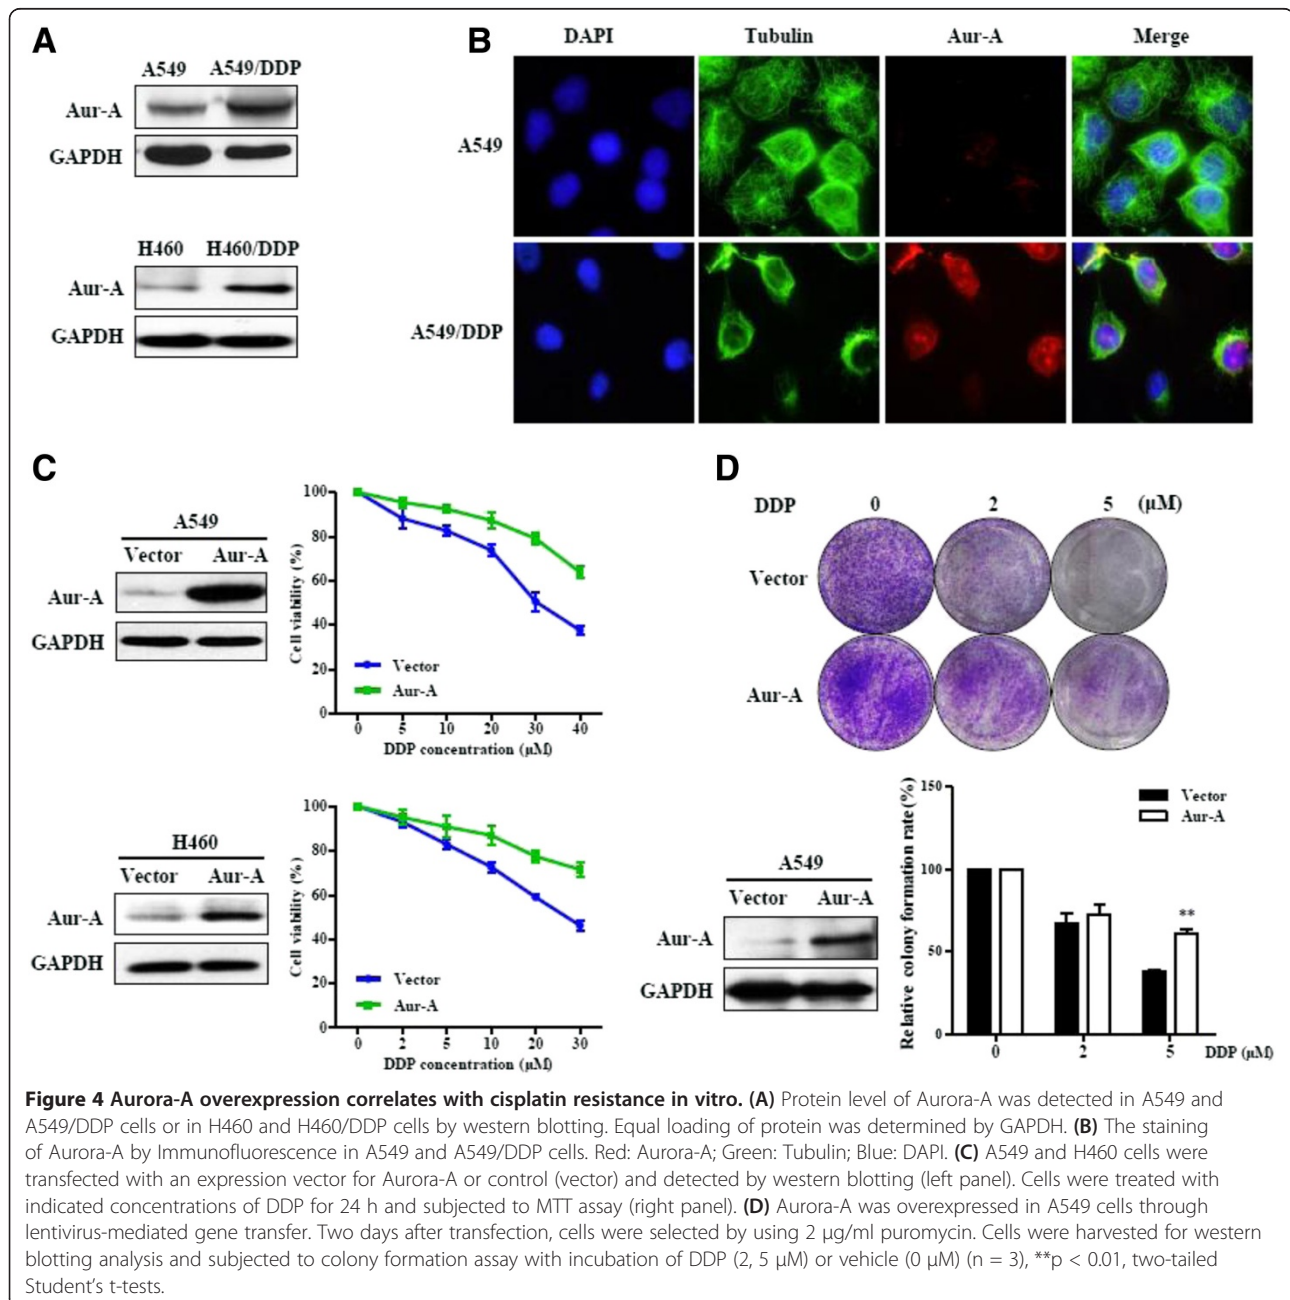 A
A549 A549/DDP
Aur-A
GAPDH
H460 H460/DDP
Aur-A
GAPDH
B
DAPI Tubulin Aur-A Merge
A549
A549/DDP
C
A549
Vector Aur-A
Aur-A
GAPDH
Cell viability (%)
100
80
60
40
20
0
Vector
Aur-A
0 5 10 20 30 40
DDP concentration (μM)
H460
Vector Aur-A
Aur-A
GAPDH
Cell viability (%)
100
80
60
40
20
0
Vector
Aur-A
0 2 5 10 20 30
DDP concentration (μM)
D
DDP 0 2 5 (μM)
Vector
Aur-A
A549
Vector Aur-A
Aur-A
GAPDH
Relative colony formation rate (%)
150
100
50
0
Vector
Aur-A
**
0 2 5 DDP (μM)
Figure 4 Aurora-A overexpression correlates with cisplatin resistance in vitro. (A) Protein level of Aurora-A was detected in A549 and
A549/DDP cells or in H460 and H460/DDP cells by western blotting. Equal loading of protein was determined by GAPDH. (B) The staining
of Aurora-A by Immunofluorescence in A549 and A549/DDP cells. Red: Aurora-A; Green: Tubulin; Blue: DAPI. (C) A549 and H460 cells were
transfected with an expression vector for Aurora-A or control (vector) and detected by western blotting (left panel). Cells were treated with
indicated concentrations of DDP for 24 h and subjected to MTT assay (right panel). (D) Aurora-A was overexpressed in A549 cells through
lentivirus-mediated gene transfer. Two days after transfection, cells were selected by using 2 μg/ml puromycin. Cells were harvested for western
blotting analysis and subjected to colony formation assay with incubation of DDP (2, 5 μM) or vehicle (0 μM) (n = 3), **p < 0.01, two-tailed
Student's t-tests.